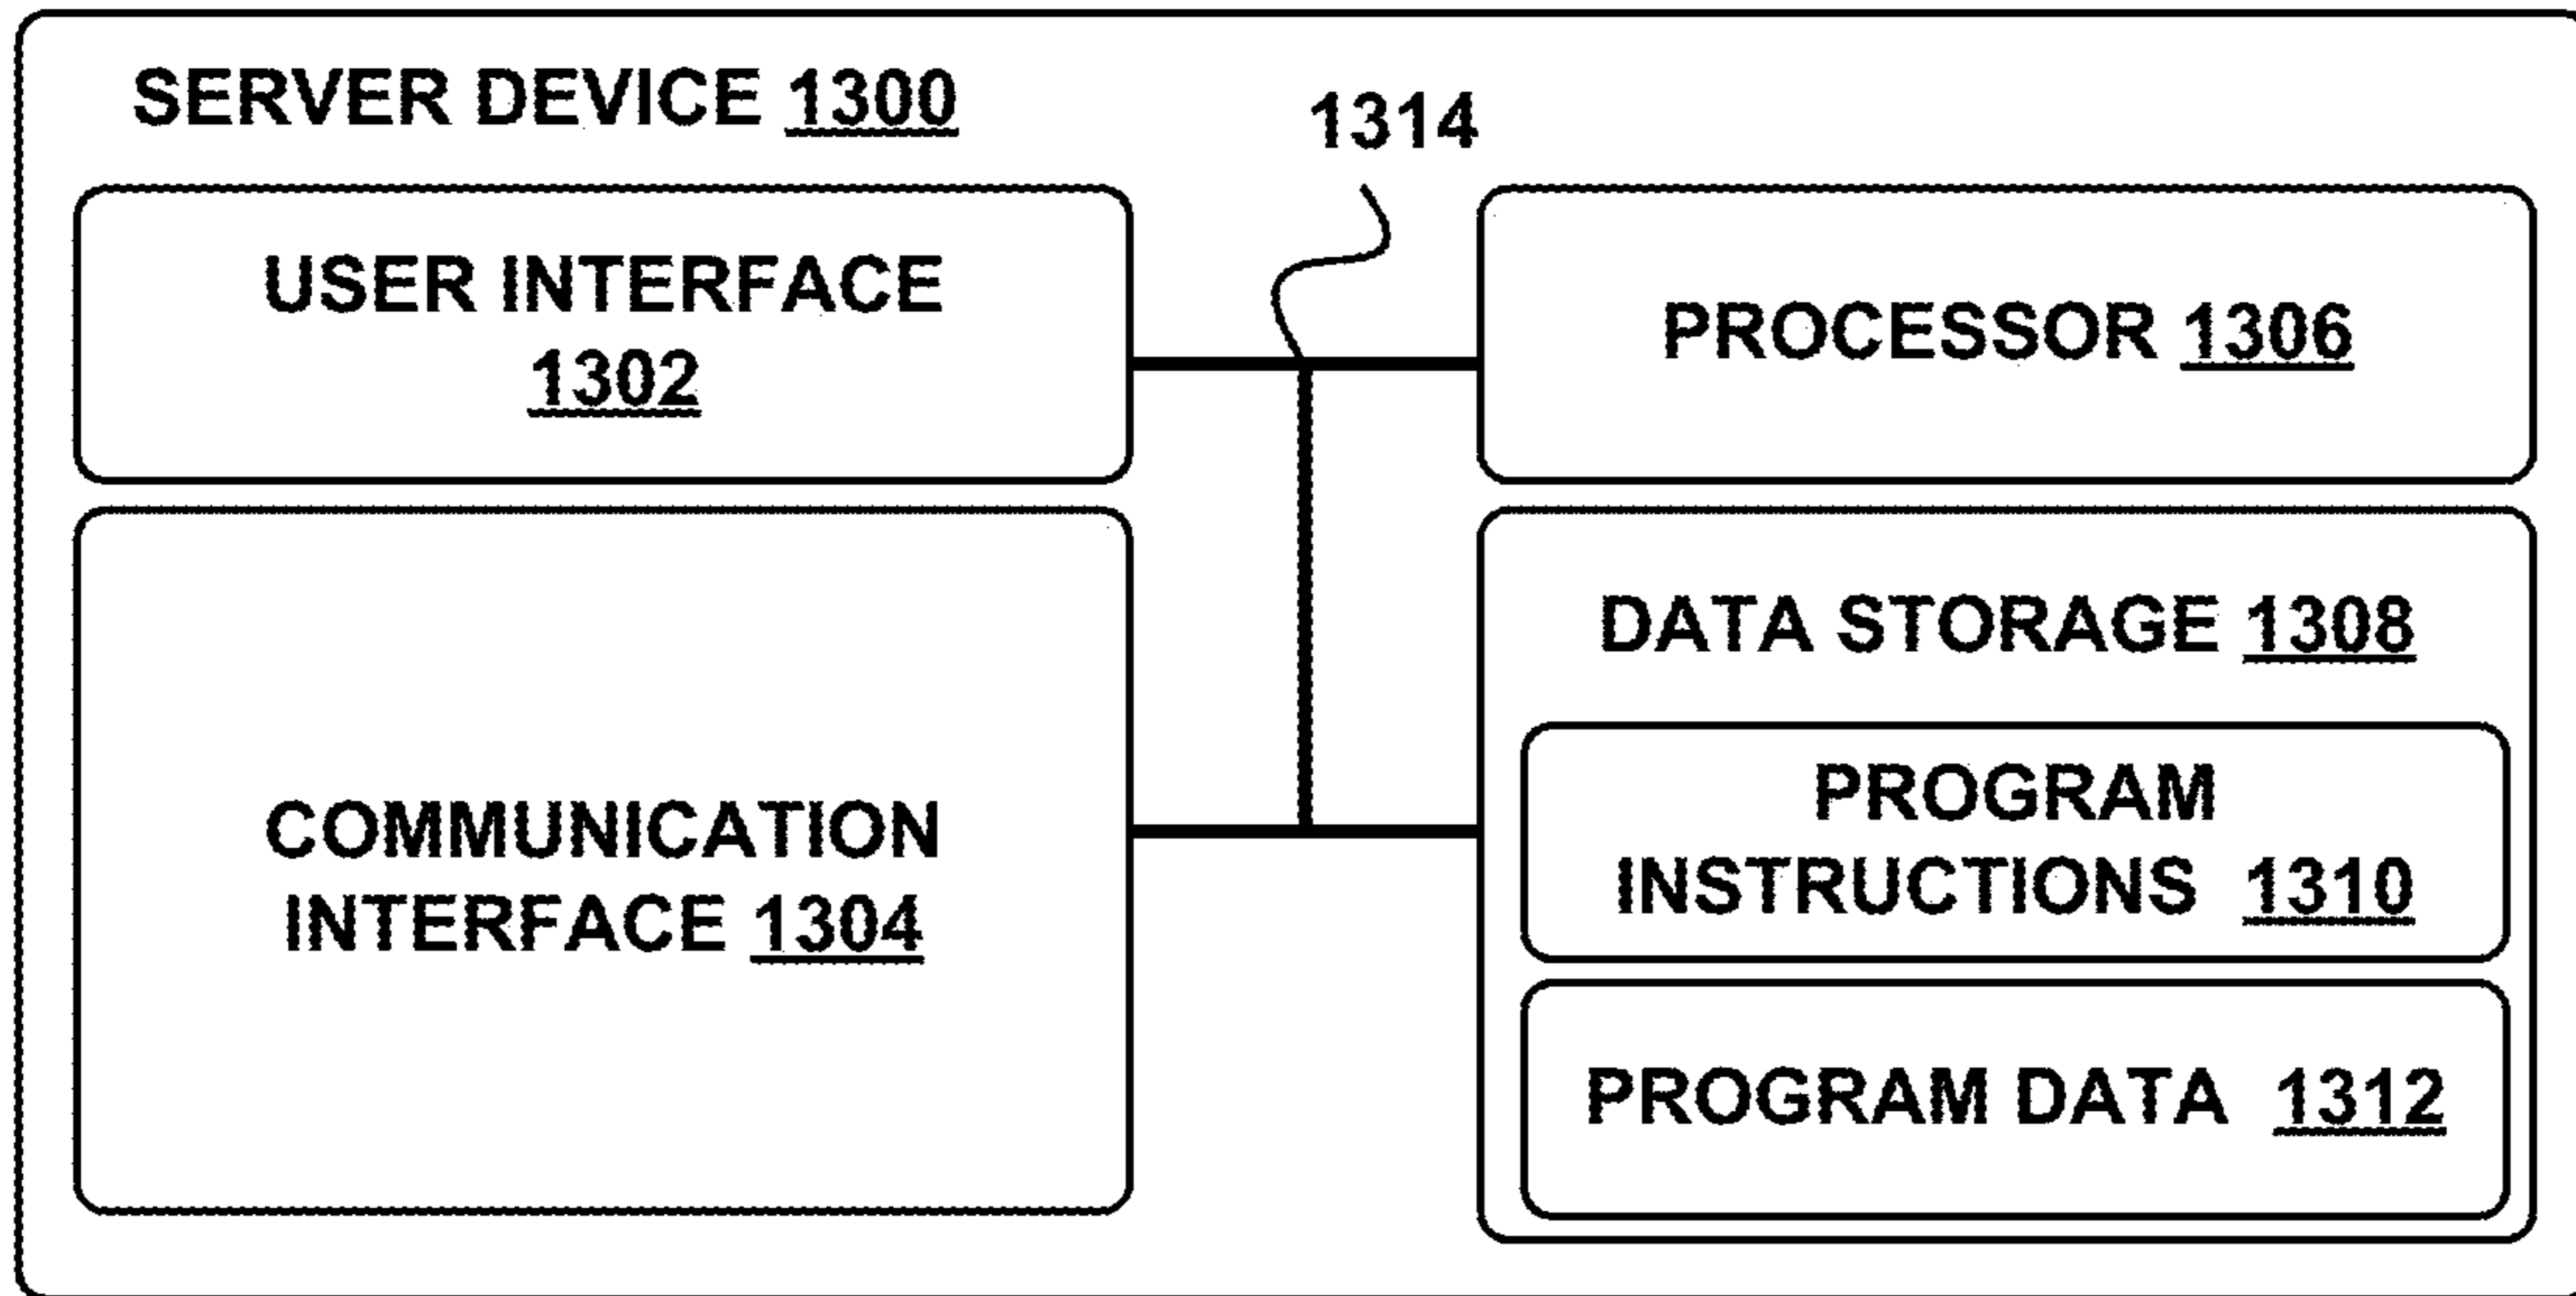 SERVER DEVICE 1300
1314
USER INTERFACE
1302
PROCESSOR 1306
COMMUNICATION
INTERFACE 1304
DATA STORAGE 1308
PROGRAM
INSTRUCTIONS 1310
PROGRAM DATA 1312